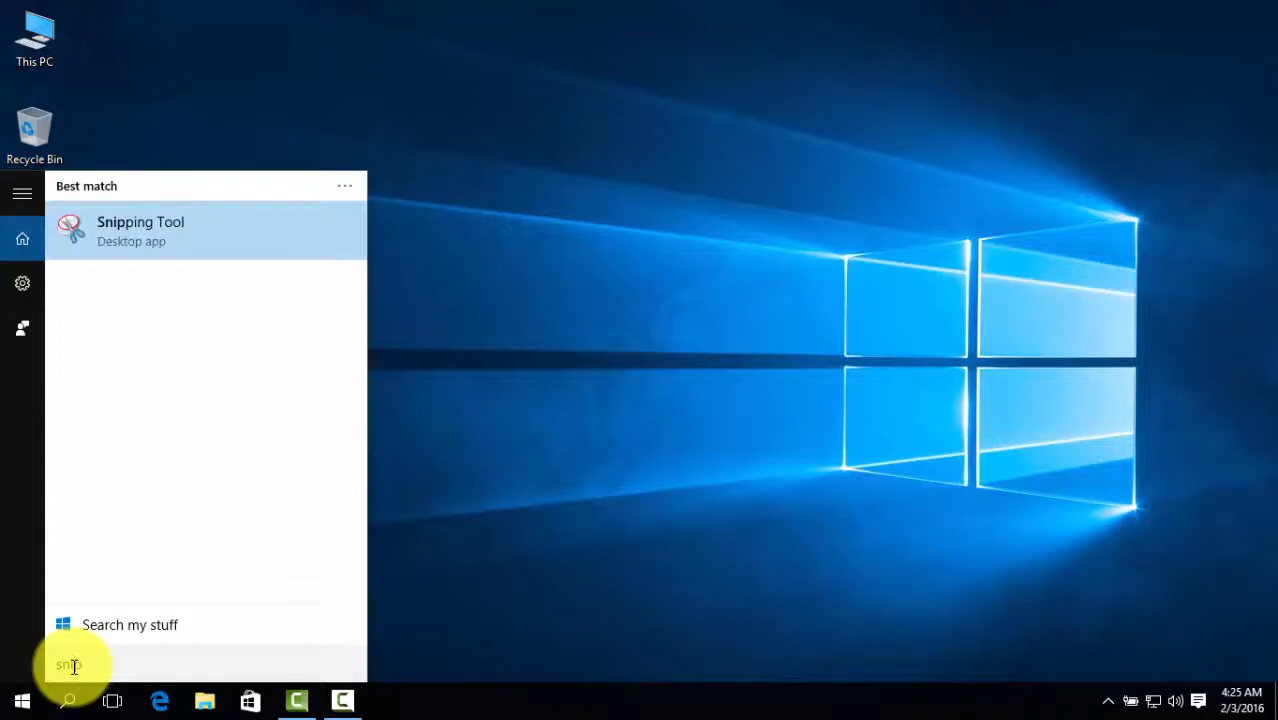 This PC
Recycle Bin
Best match
Snipping Tool
Desktop app
Search my stuff
snip
4:25 AM
2/3/2016